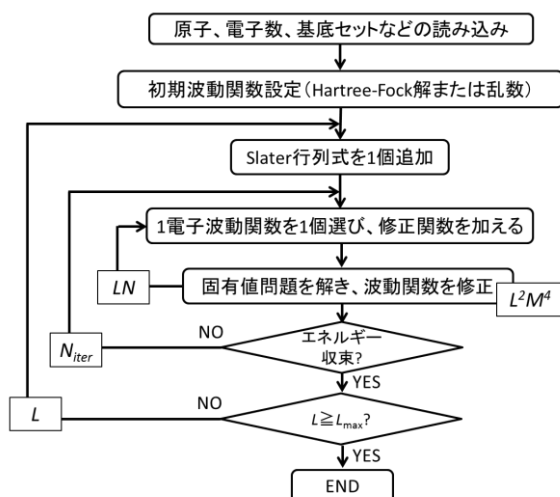 原子、電子数、基底セットなどの読み込み
初期波動関数設定(Hartree-Fock解または乱数)
Slater行列式を1個追加
1電子波動関数を1個選び、修正関数を加える
LN
固有値問題を解き、波動関数を修正
L²M⁴
NO
エネルギー
収束?
N_iter
YES
NO
L
L≧L_max?
YES
END